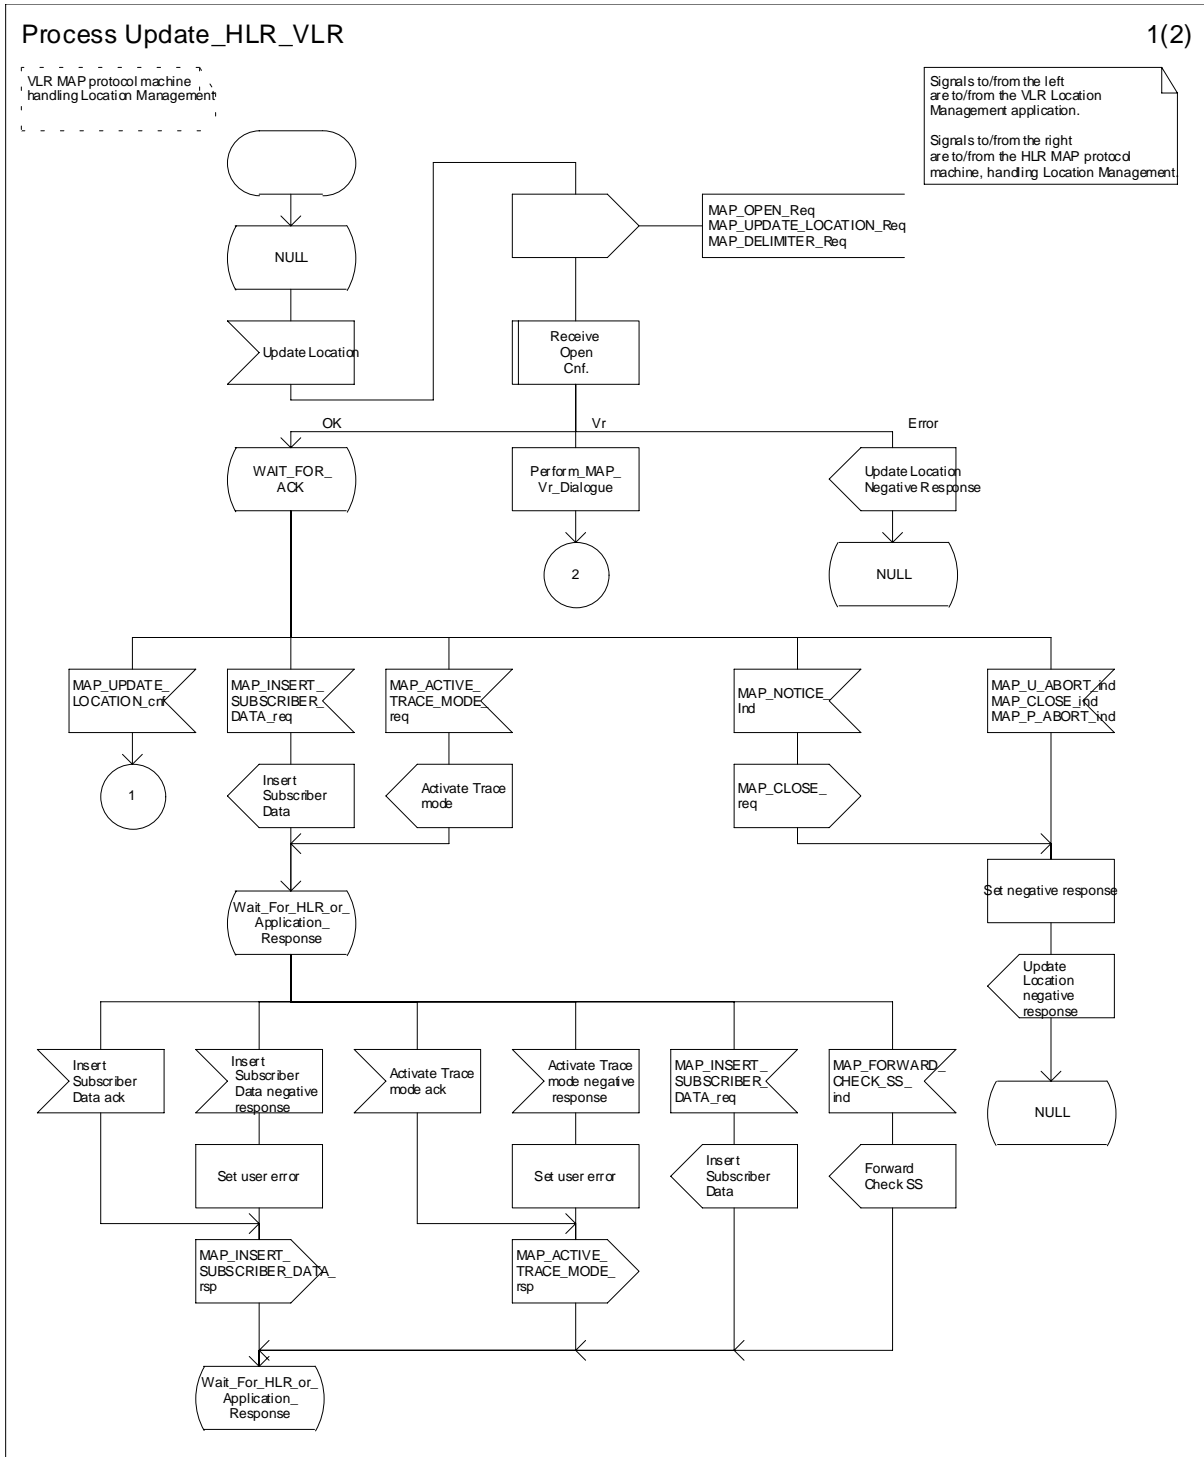 Process Update_HLR_VLR
1(2)
VLR MAP protocol machine
handling Location Management
Signals to/from the left
are to/from the VLR Location
Management application.
Signals to/from the right
are to/from the HLR MAP protocol
machine, handling Location Management.
MAP_OPEN_Req
MAP_UPDATE_LOCATION_Req
MAP_DELIMITER_Req
NULL
Update Location
Receive
Open
Cnf.
OK
Vr
Error
WAIT_FOR_
ACK
Perform_MAP_
Vr_Dialogue
Update Location
Negative Response
2
NULL
MAP_UPDATE_
LOCATION_cnf
MAP_INSERT_
SUBSCRIBER_
DATA_req
MAP_ACTIVE_
TRACE_MODE_
req
MAP_NOTICE_
Ind
MAP_U_ABORT_ind
MAP_CLOSE_ind
MAP_P_ABORT_ind
1
Insert
Subscriber
Data
Activate Trace
mode
MAP_CLOSE_
req
Set negative response
Wait_For_HLR_or_
Application_
Response
Update
Location
negative
response
Insert
Subscriber
Data ack
Insert
Subscriber
Data negative
response
Activate Trace
mode ack
Activate Trace
mode negative
response
MAP_INSERT_
SUBSCRIBER_
DATA_req
MAP_FORWARD_
CHECK_SS_
ind
NULL
Set user error
Set user error
Insert
Subscriber
Data
Forward
Check SS
MAP_INSERT_
SUBSCRIBER_DATA_
rsp
MAP_ACTIVE_
TRACE_MODE_
rsp
Wait_For_HLR_or_
Application_
Response